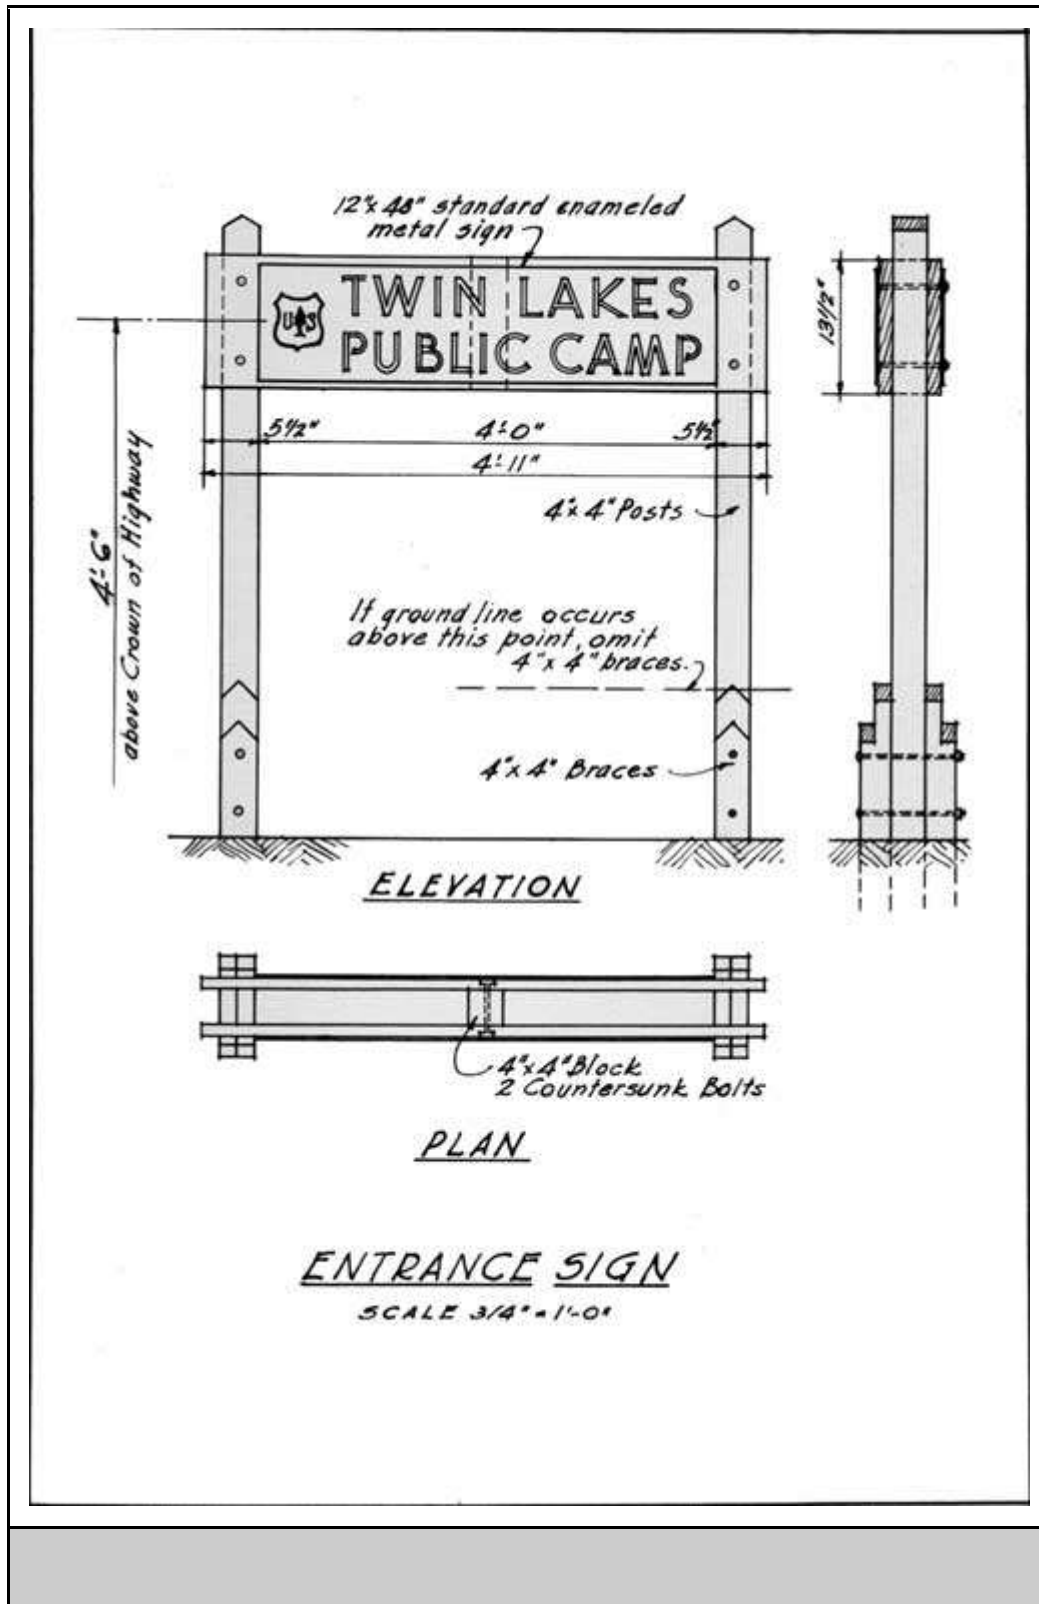 12"x 48" standard enameled
metal sign
U S
TWIN LAKES
PUBLIC CAMP
13 1/2"
5 1/2"
4'-0"
5 1/2"
4'-11"
4"x 4" Posts
4'-6"
above Crown of Highway
If ground line occurs
above this point, omit
4"x 4" braces.
4"x 4" Braces
ELEVATION
4"x 4" Block
2 Countersunk Bolts
PLAN
ENTRANCE SIGN
SCALE 3/4" = 1'-0"